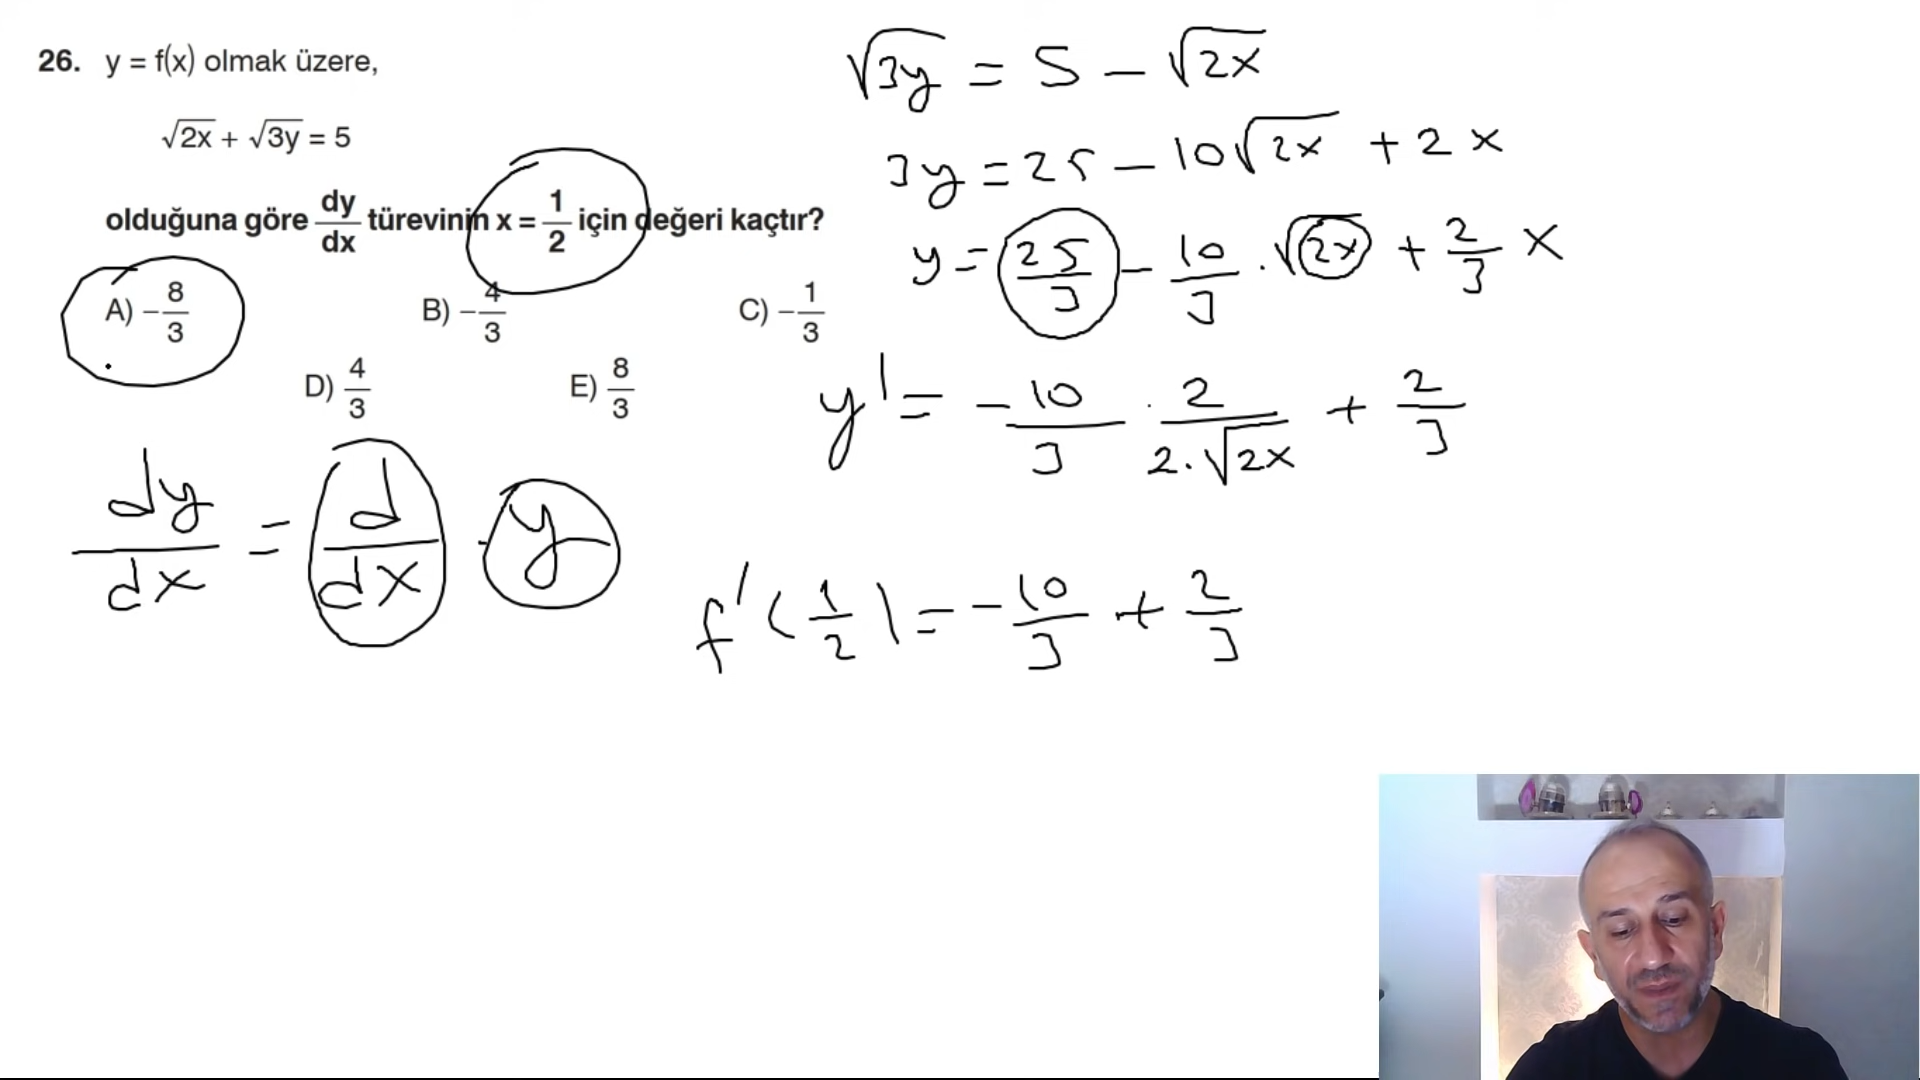 26. y = f(x) olmak üzere,
√2x + √3y = 5
olduğuna göre dy/dx türevinin x = 1/2 için değeri kaçtır?
A) -8/3 B) -4/3 C) -1/3
D) 4/3 E) 8/3
dy/dx = d/dx · y
√3y = 5 - √2x
3y = 25 - 10√2x + 2x
y = 25/3 - 10/3 · √2x + 2/3 x
y' = -10/3 · 2/2·√2x + 2/3
f'(1/2) = -10/3 + 2/3